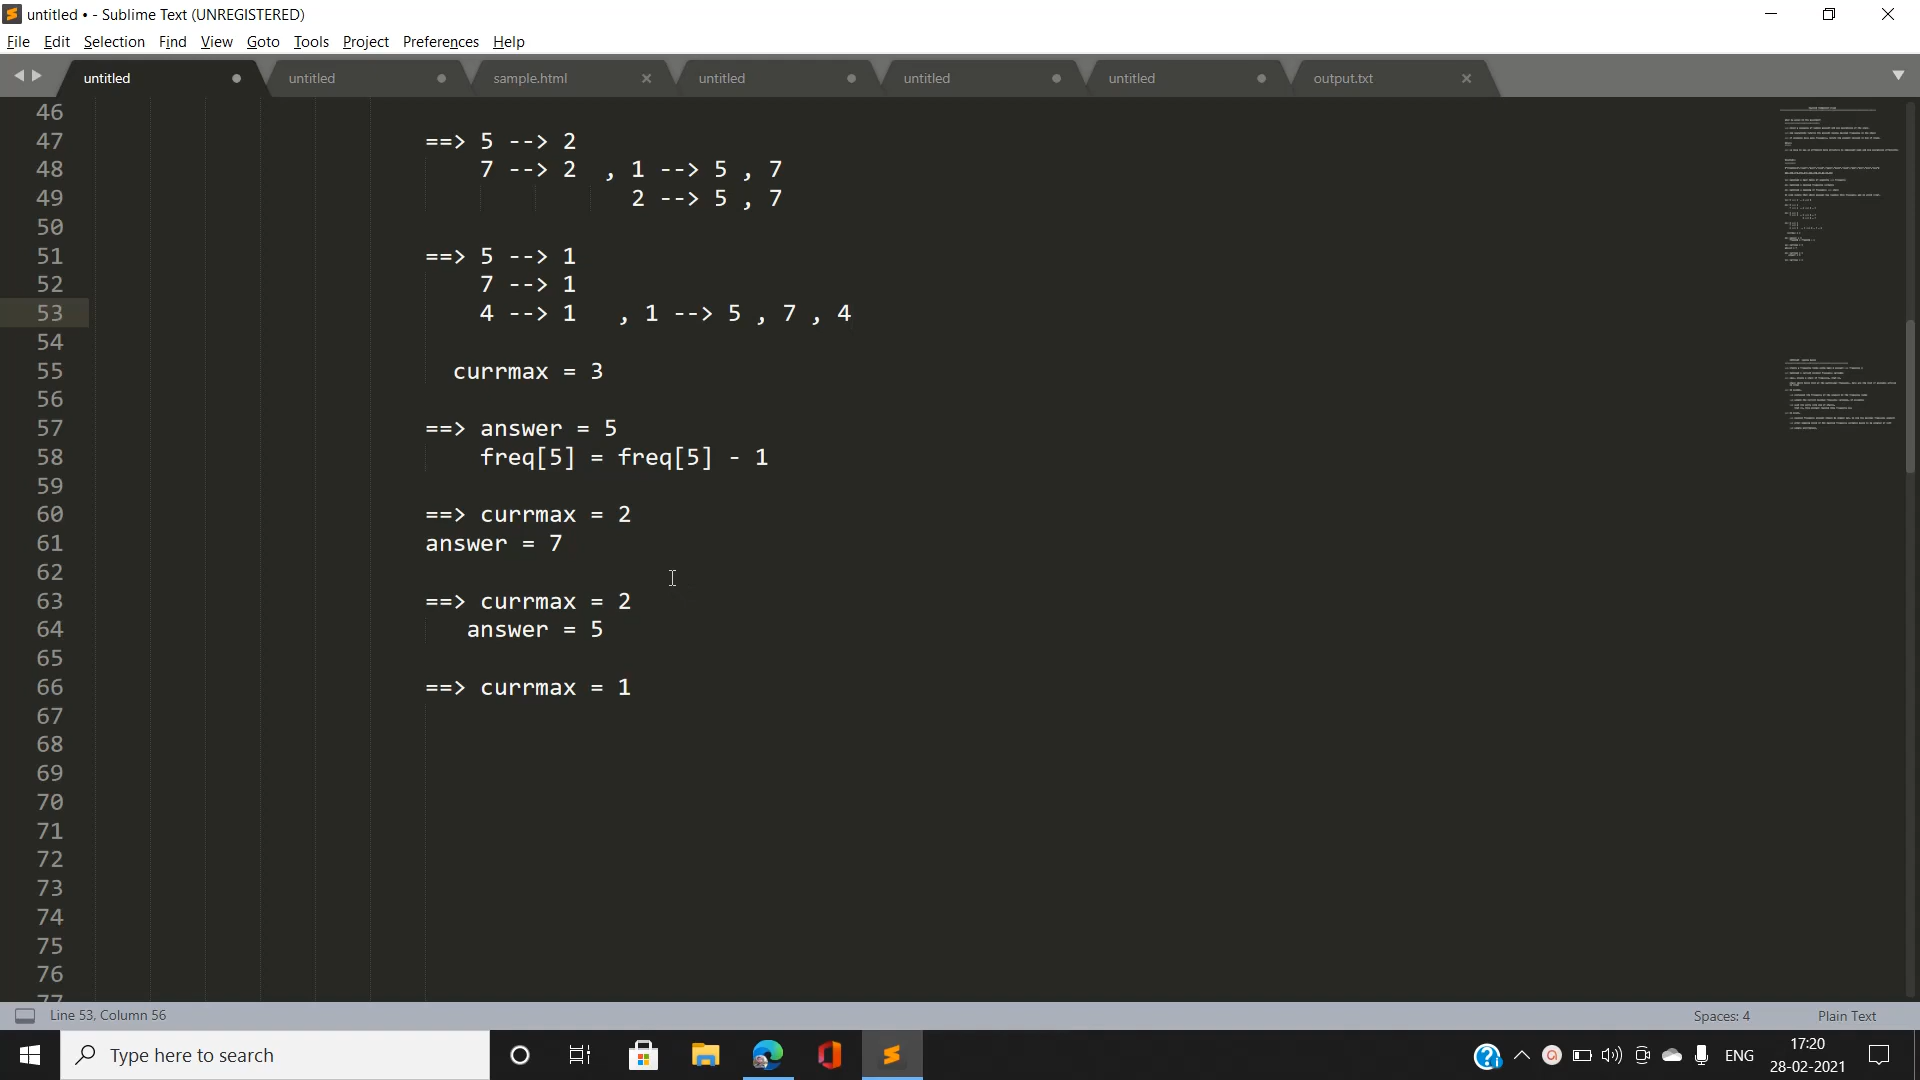 untitled • - Sublime Text (UNREGISTERED)
File Edit Selection Find View Goto Tools Project Preferences Help
untitled untitled sample.html untitled untitled untitled output.txt
46
47 ==> 5 --> 2
48 7 --> 2 , 1 --> 5 , 7
49 2 --> 5 , 7
50
51 ==> 5 --> 1
52 7 --> 1
53 4 --> 1 , 1 --> 5 , 7 , 4
54
55 currmax = 3
56
57 ==> answer = 5
58 freq[5] = freq[5] - 1
59
60 ==> currmax = 2
61 answer = 7
62
63 ==> currmax = 2
64 answer = 5
65
66 ==> currmax = 1
67
68
69
70
71
72
73
74
75
76
77
Line 53, Column 56 Spaces: 4 Plain Text
Type here to search ENG 17:20
28-02-2021